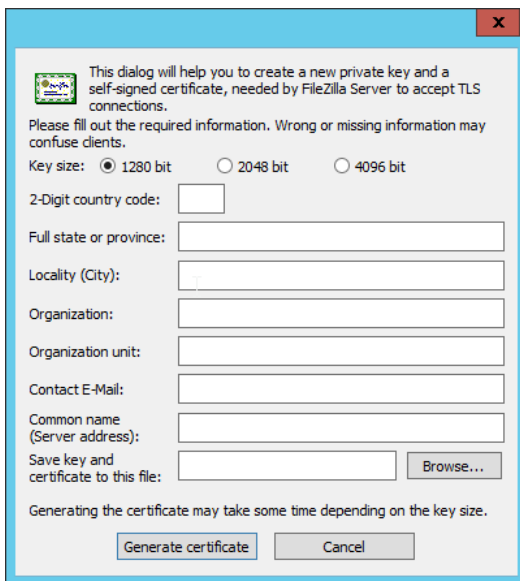 x
This dialog will help you to create a new private key and a
self-signed certificate, needed by FileZilla Server to accept TLS
connections.
Please fill out the required information. Wrong or missing information may
confuse clients.
Key size: 1280 bit 2048 bit 4096 bit
2-Digit country code:
Full state or province:
Locality (City):
Organization:
Organization unit:
Contact E-Mail:
Common name
(Server address):
Save key and
certificate to this file:
Browse...
Generating the certificate may take some time depending on the key size.
Generate certificate Cancel